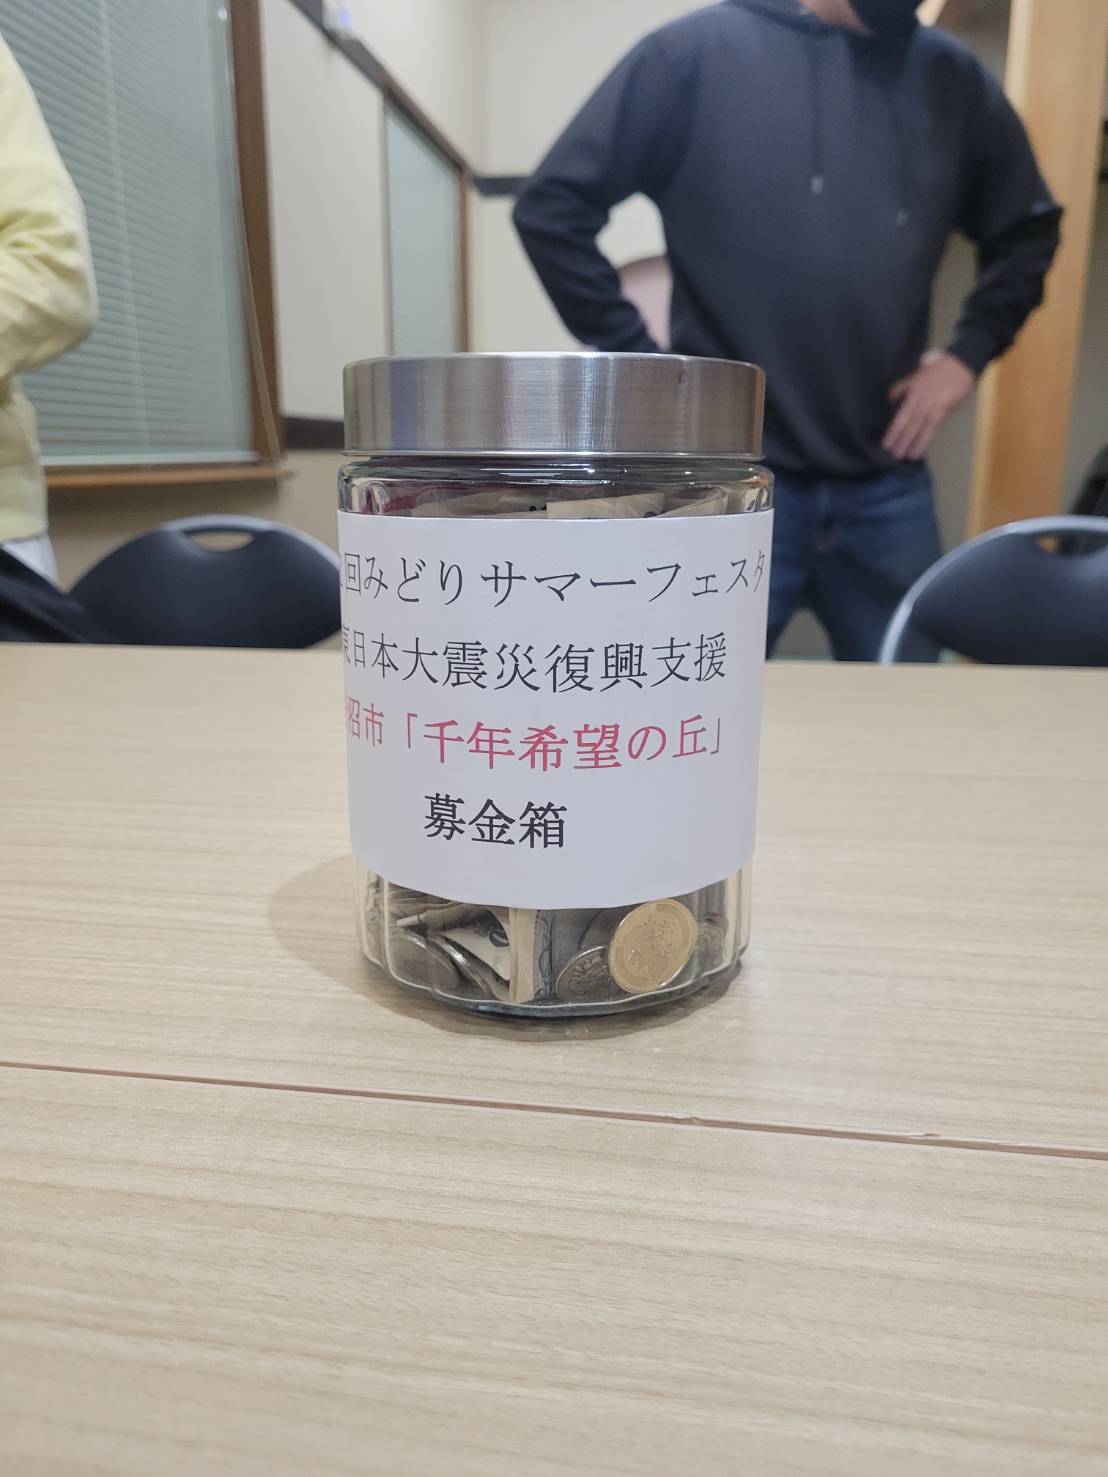 回みどりサマーフェスタ
東日本大震災復興支援
沼市「千年希望の丘」
募金箱